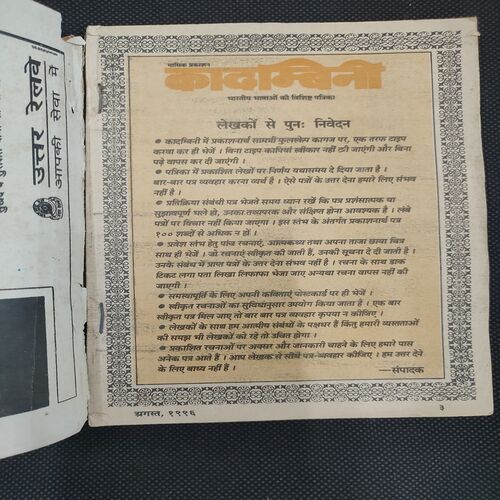 उत्तर रेलवे
आपकी सेवा में
मासिक प्रकाशन
कादम्बिनी
भारतीय भाषाओं की विशिष्ट पत्रिका
लेखकों से पुनः निवेदन
● कादम्बिनी में प्रकाशनार्थ सामग्री फुलस्केप कागज पर, एक तरफ टाइप
करवा कर ही भेजें । बिना टाइप कापियां स्वीकार नहीं की जाएंगी और बिना
पढ़े वापस कर दी जाएंगी ।
● पत्रिका में प्रकाशित लेखों पर निर्णय यथासमय दे दिया जाता है ।
बार-बार पत्र व्यवहार करना व्यर्थ है । ऐसे पत्रों के उत्तर देना हमारे लिए संभव
नहीं है ।
● प्रतिक्रिया संबंधी पत्र भेजते समय ध्यान रखें कि पत्र प्रशंसात्मक या
सुझावपूर्ण भले हो, उनका तथ्यपरक और संक्षिप्त होना आवश्यक है । लंबे
पत्रों पर विचार नहीं किया जाएगा । इस स्तंभ के अंतर्गत प्रकाशनार्थ पत्र
१०० शब्दों से अधिक न हों ।
● प्रवेश स्तंभ हेतु पांच रचनाएं, आत्मकथ्य तथा अपना ताजा छाया चित्र
साथ ही भेजें । जो रचनाएं स्वीकृत की जाती हैं, उनकी सूचना दे दी जाती है ।
उनके संबंध में प्राप्त पत्रों के उत्तर देना संभव नहीं है । रचना के साथ डाक
टिकट लगा पता लिखा लिफाफा भेजा जाए अन्यथा रचना वापस नहीं की
जाएगी ।
● समस्यापूर्ति के लिए अपनी कविताएं पोस्टकार्ड पर ही भेजें ।
● स्वीकृत रचनाओं का सुविधानुसार उपयोग किया जाता है । एक बार
स्वीकृत पत्र मिल जाए तो बार बार पत्र व्यवहार कृपया न कीजिए ।
● लेखकों के साथ हम आत्मीय संबंधों के पक्षधर हैं किंतु हमारी व्यस्तताओं
की समझ भी लेखकों को रहे तो उचित होगा ।
● प्रकाशित रचनाओं पर अक्सर और जानकारी चाहने के लिए हमारे पास
अनेक पत्र आते हैं । आप लेखक से सीधे पत्र-व्यवहार कीजिए । हम उत्तर देने
के लिए बाध्य नहीं हैं ।
—संपादक
अगस्त, १९९६
३